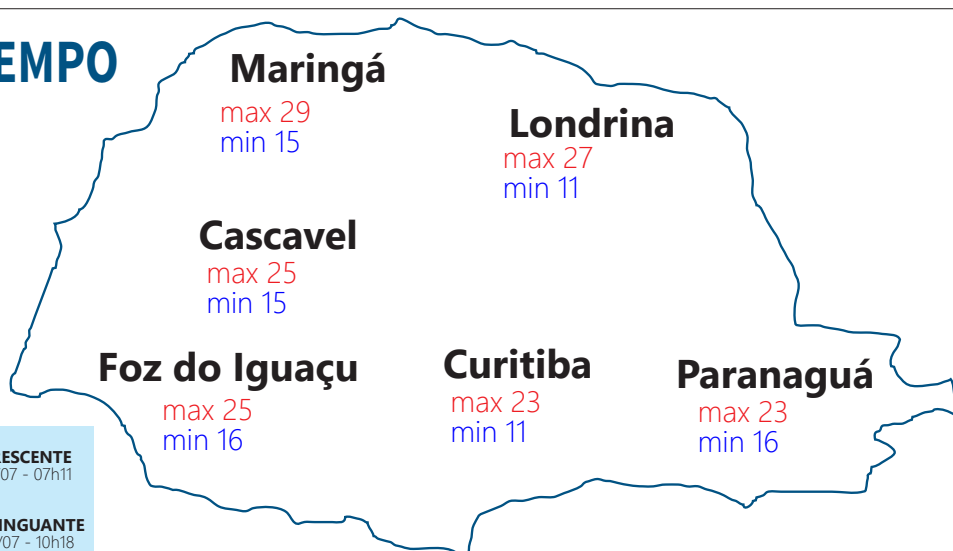 EMPO
Maringá
max 29
min 15
Londrina
max 27
min 11
Cascavel
max 25
min 15
Foz do Iguaçu
max 25
min 16
Curitiba
max 23
min 11
Paranaguá
max 23
min 16
RESCENTE
/07 - 07h11
INGUANTE
/07 - 10h18